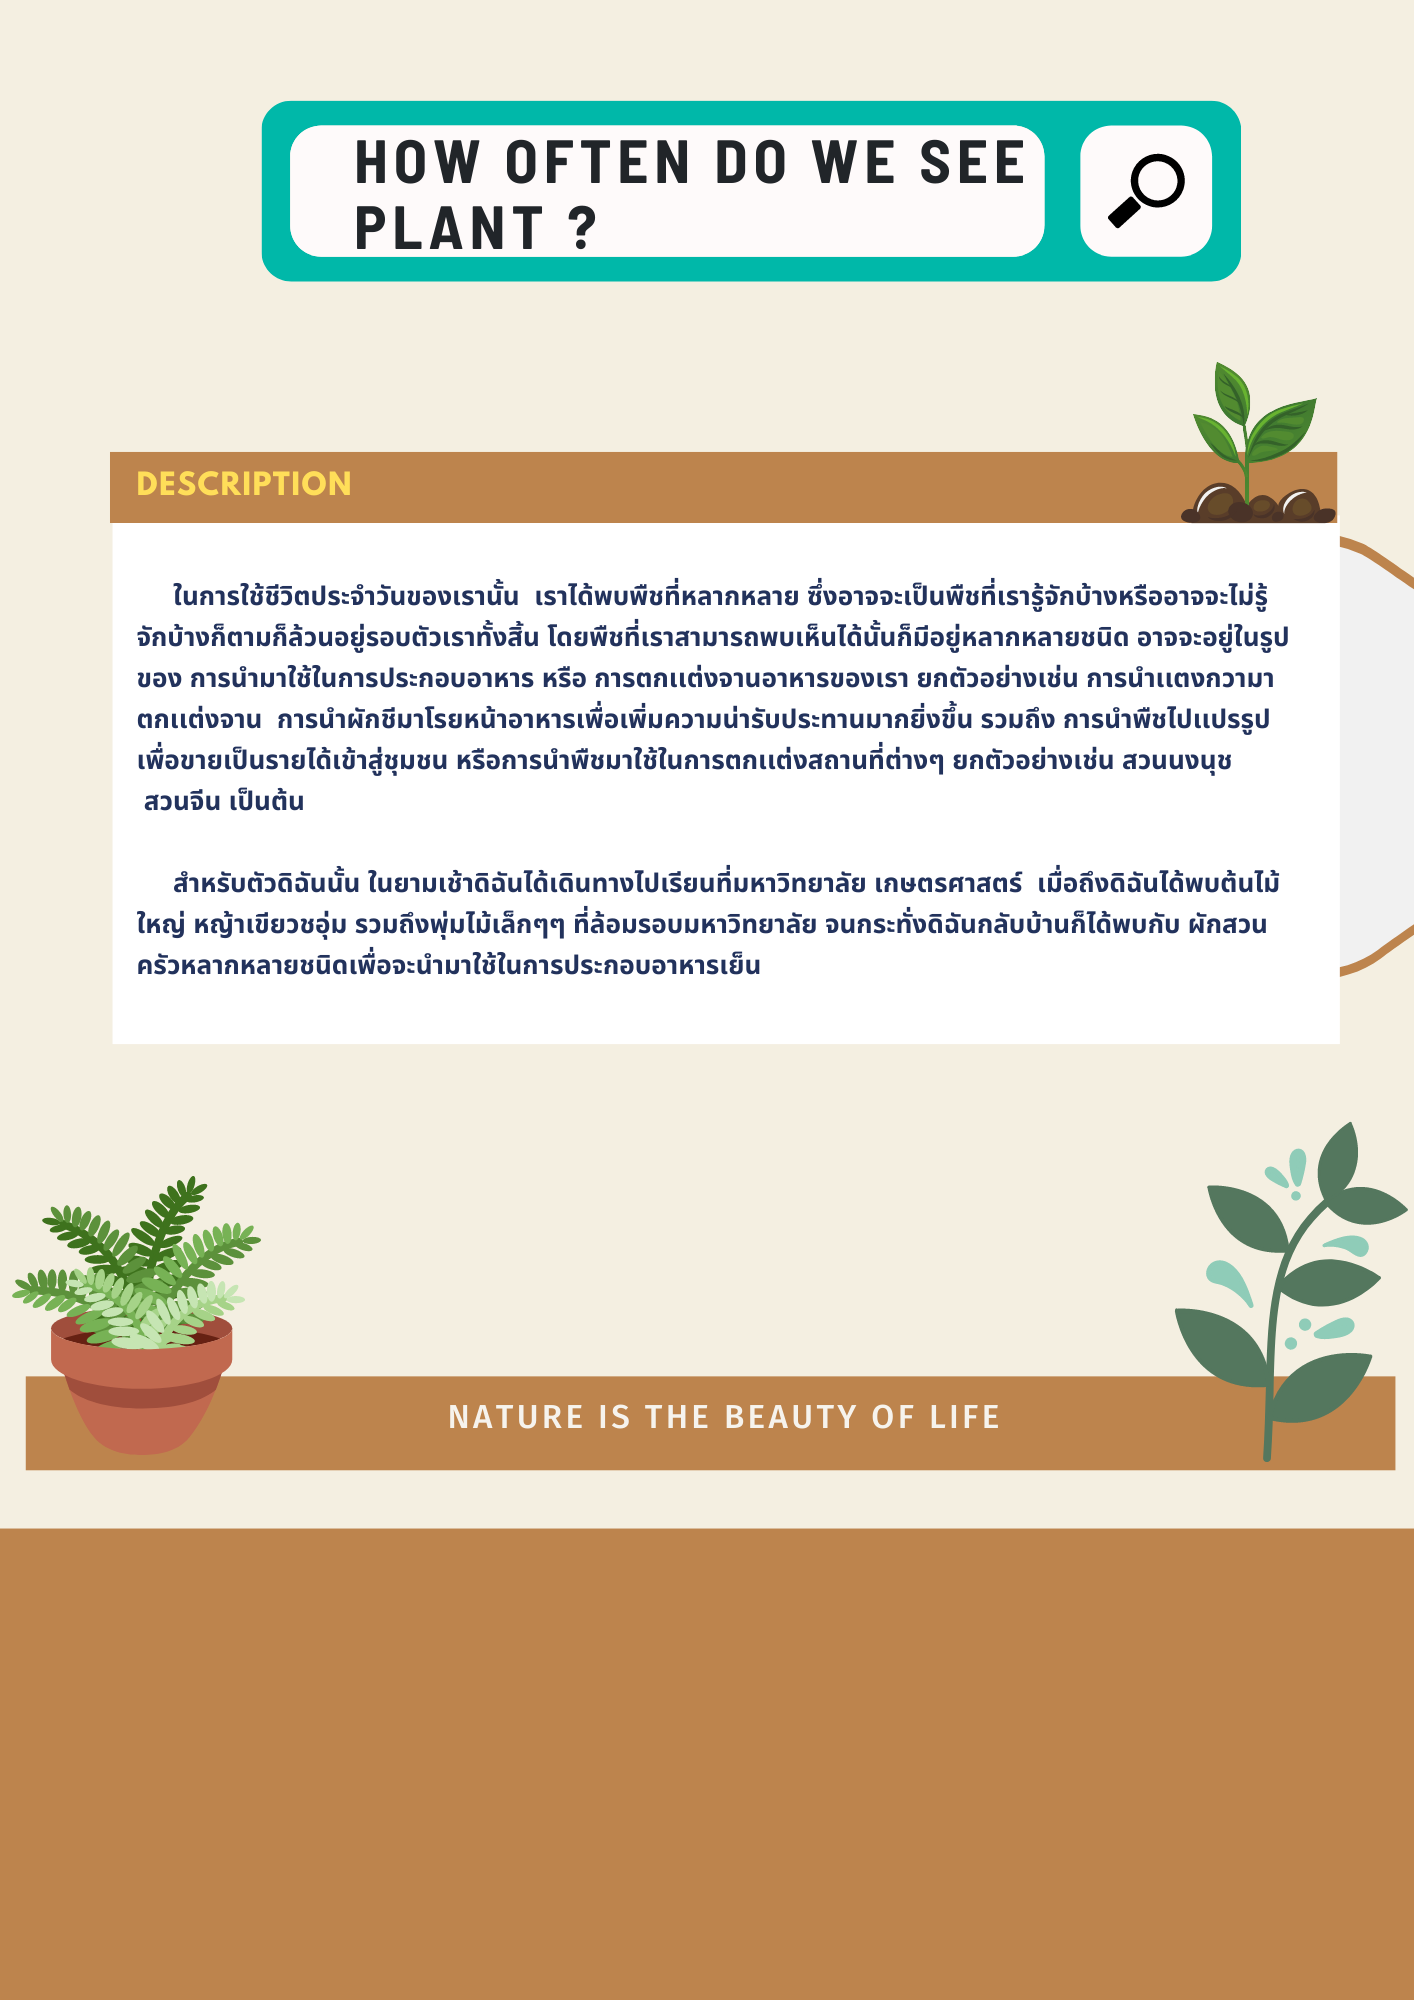 HOW OFTEN DO WE SEE
PLANT ?
DESCRIPTION
ในการใช้ชีวิตประจำวันของเรานั้น  เราได้พบพืชที่หลากหลาย ซึ่งอาจจะเป็นพืชที่เรารู้จักบ้างหรืออาจจะไม่รู้
จักบ้างก็ตามก็ล้วนอยู่รอบตัวเราทั้งสิ้น โดยพืชที่เราสามารถพบเห็นได้นั้นก็มีอยู่หลากหลายชนิด อาจจะอยู่ในรูป
ของ การนำมาใช้ในการประกอบอาหาร หรือ การตกแต่งจานอาหารของเรา ยกตัวอย่างเช่น การนำแตงกวามา
ตกแต่งจาน  การนำผักชีมาโรยหน้าอาหารเพื่อเพิ่มความน่ารับประทานมากยิ่งขึ้น รวมถึง การนำพืชไปแปรรูป
เพื่อขายเป็นรายได้เข้าสู่ชุมชน หรือการนำพืชมาใช้ในการตกแต่งสถานที่ต่างๆ ยกตัวอย่างเช่น สวนนงนุช
สวนจีน เป็นต้น
สำหรับตัวดิฉันนั้น ในยามเช้าดิฉันได้เดินทางไปเรียนที่มหาวิทยาลัย เกษตรศาสตร์  เมื่อถึงดิฉันได้พบต้นไม้
ใหญ่ หญ้าเขียวชอุ่ม รวมถึงพุ่มไม้เล็กๆๆ ที่ล้อมรอบมหาวิทยาลัย จนกระทั่งดิฉันกลับบ้านก็ได้พบกับ ผักสวน
ครัวหลากหลายชนิดเพื่อจะนำมาใช้ในการประกอบอาหารเย็น
NATURE IS THE BEAUTY OF LIFE